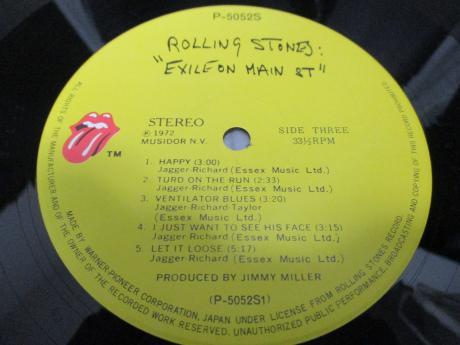 P-5052S
ROLLING STONES:
"EXILE ON MAIN ST"
STEREO
℗ 1972
MUSIDOR N.V.
SIDE THREE
33⅓RPM
TM
1. HAPPY (3:00)
Jagger-Richard (Essex Music Ltd.)
2. TURD ON THE RUN (2:33)
Jagger-Richard (Essex Music Ltd.)
3. VENTILATOR BLUES (3:20)
Jagger-Richard-Taylor
(Essex Music Ltd.)
4. I JUST WANT TO SEE HIS FACE (3:15)
Jagger-Richard (Essex Music Ltd.)
5. LET IT LOOSE (5:17)
Jagger-Richard (Essex Music Ltd.)
PRODUCED BY JIMMY MILLER
(P-5052S1)
MADE BY WARNER-PIONEER CORPORATION, JAPAN UNDER LICENSE FROM ROLLING STONES RECORD.
ALL RIGHTS OF THE MANUFACTURER AND OF THE OWNER OF THE RECORDED WORK RESERVED. UNAUTHORIZED PUBLIC PERFORMANCE, BROADCASTING AND COPYING OF THIS RECORD PROHIBITED.